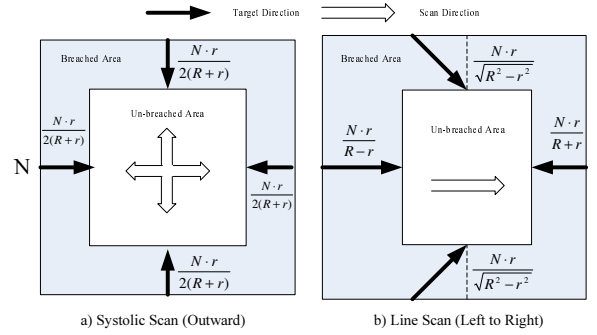 Target Direction Scan Direction
Breached Area
N·r / 2(R+r)
Un-breached Area
N·r / 2(R+r)
N
N·r / 2(R+r)
N·r / 2(R+r)
a) Systolic Scan (Outward)
Breached Area
N·r / √(R² − r²)
Un-breached Area
N·r / R−r
N·r / R+r
N·r / √(R² − r²)
b) Line Scan (Left to Right)